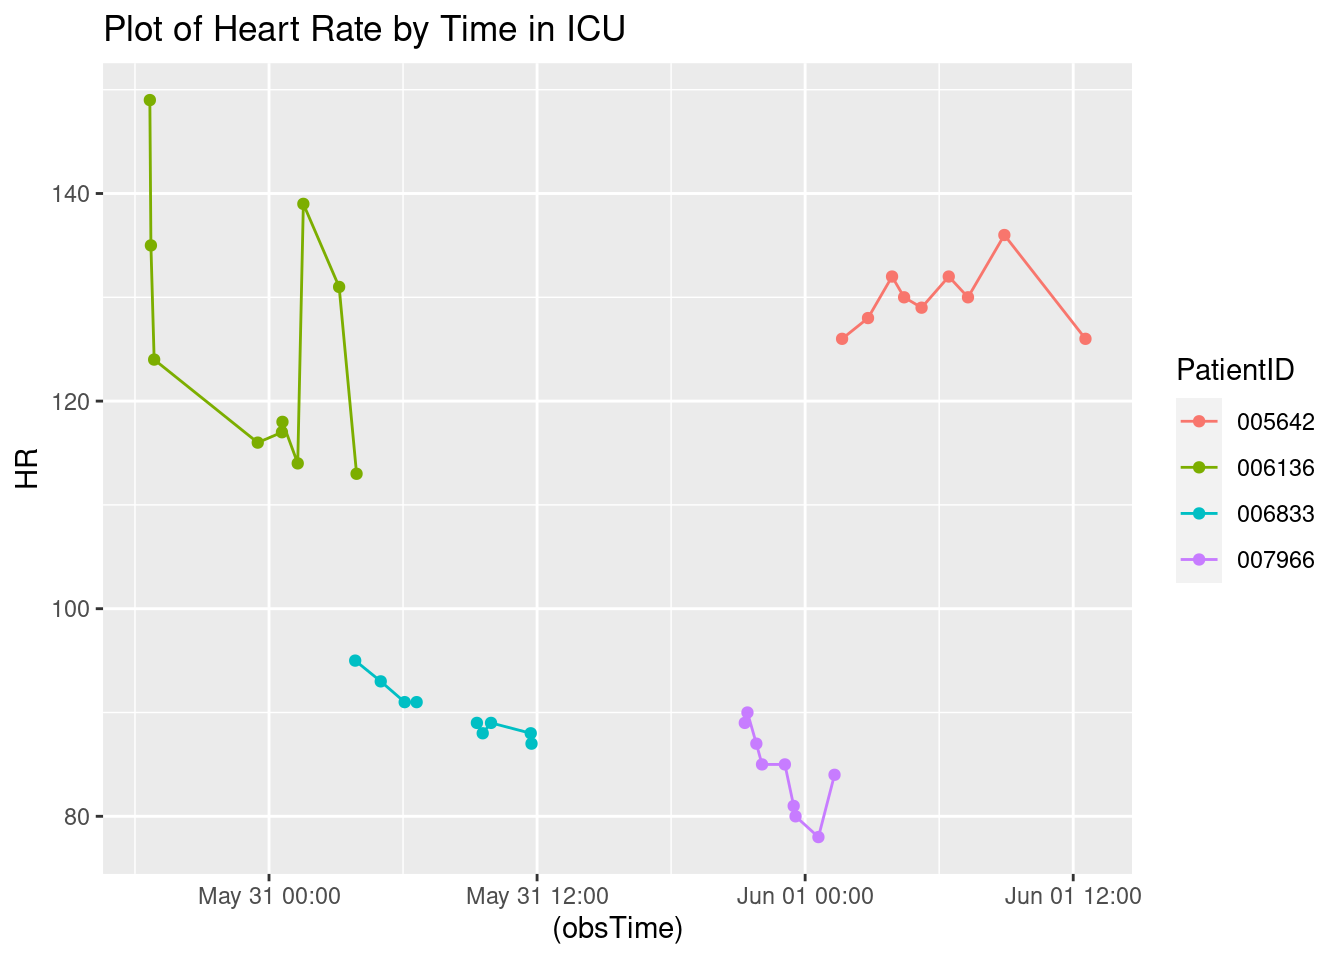 Plot of Heart Rate by Time in ICU
HR
140
120
100
80
May 31 00:00
May 31 12:00
Jun 01 00:00
Jun 01 12:00
(obsTime)
PatientID
005642
006136
006833
007966